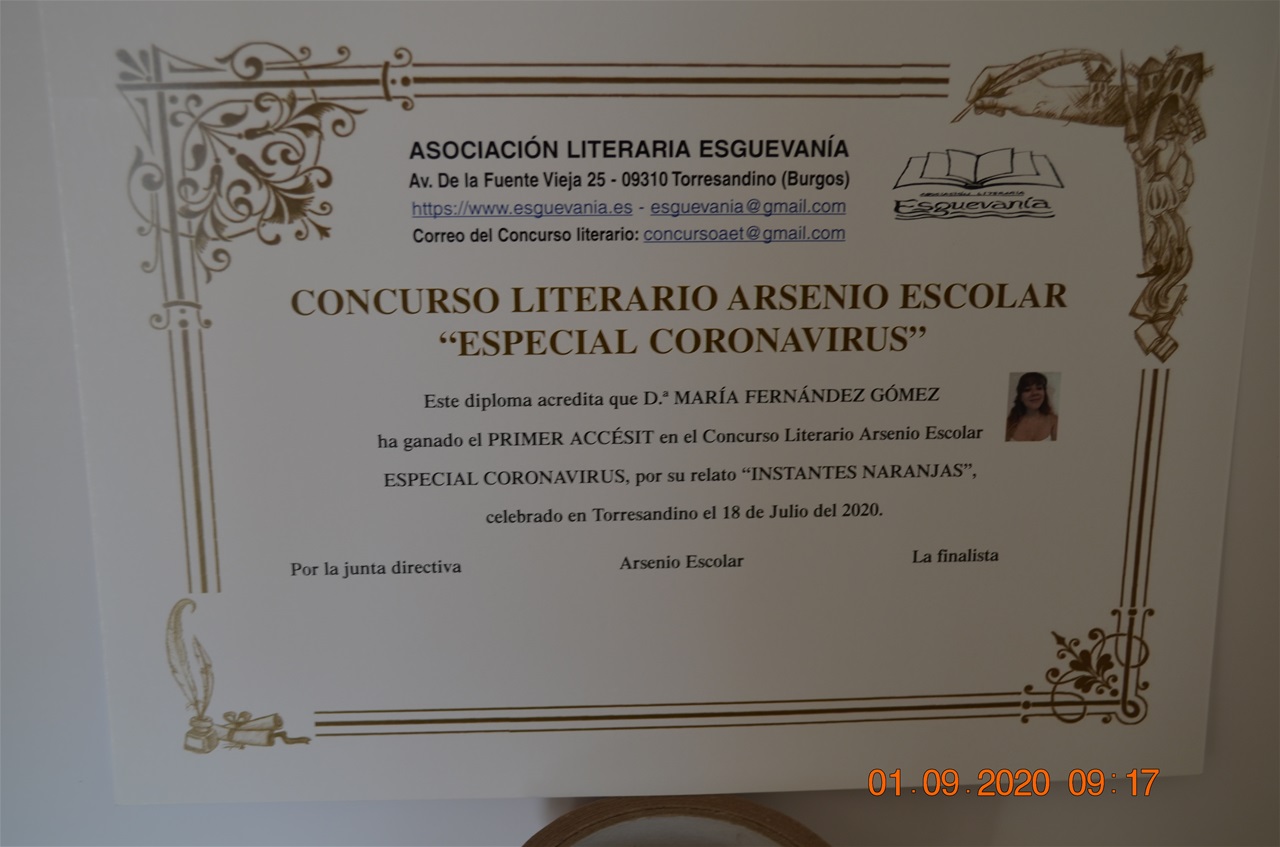 ASOCIACIÓN LITERARIA ESGUEVANÍA
Av. De la Fuente Vieja 25 - 09310 Torresandino (Burgos)
https://www.esguevania.es - esguevania@gmail.com
Correo del Concurso literario: concursoaet@gmail.com
ASOCIACIÓN LITERARIA
Esguevanía
CONCURSO LITERARIO ARSENIO ESCOLAR
“ESPECIAL CORONAVIRUS”
Este diploma acredita que D.ª MARÍA FERNÁNDEZ GÓMEZ
ha ganado el PRIMER ACCÉSIT en el Concurso Literario Arsenio Escolar
ESPECIAL CORONAVIRUS, por su relato “INSTANTES NARANJAS”,
celebrado en Torresandino el 18 de Julio del 2020.
Por la junta directiva
Arsenio Escolar
La finalista
01.09.2020 09:17